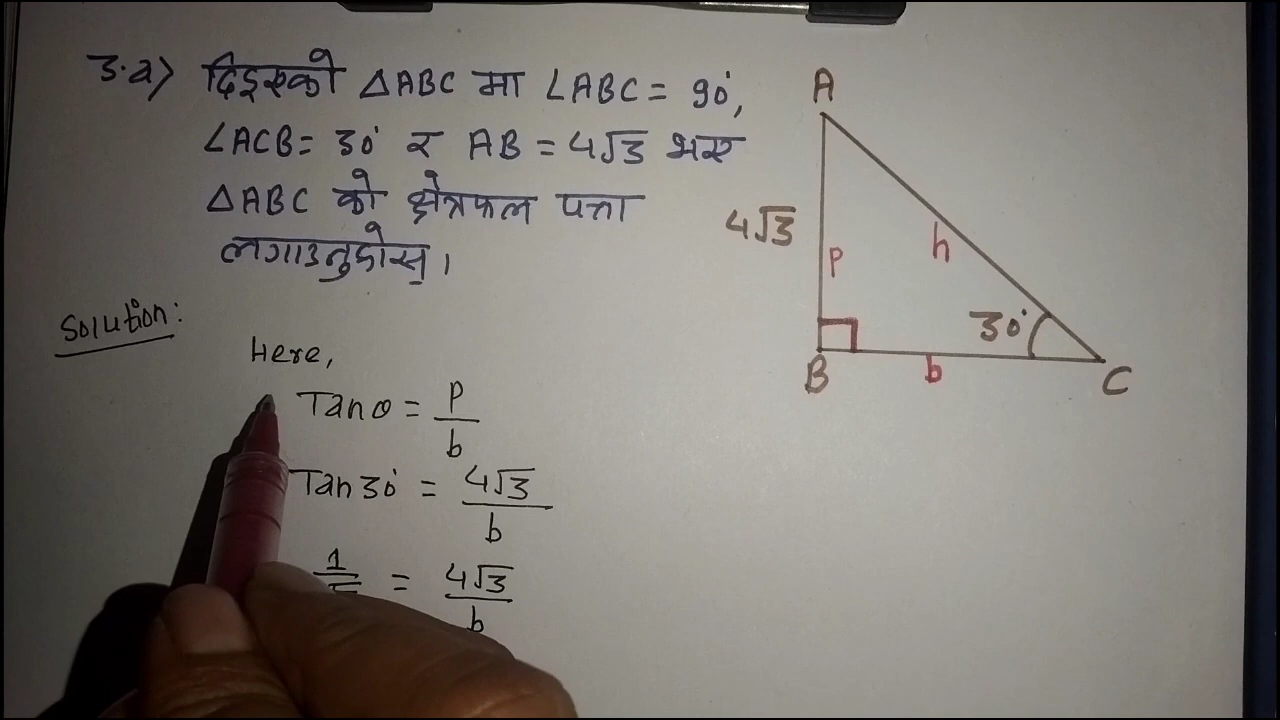 3.a) दिइएको △ABC मा ∠ABC = 90°,
∠ACB = 30° र AB = 4√3 भए
△ABC को क्षेत्रफल पत्ता
लगाउनुहोस् ।
Solution:
Here,
Tanθ = p/b
Tan30° = 4√3/b
1/ = 4√3/b
A
4√3
p
h
30°
B
b
C